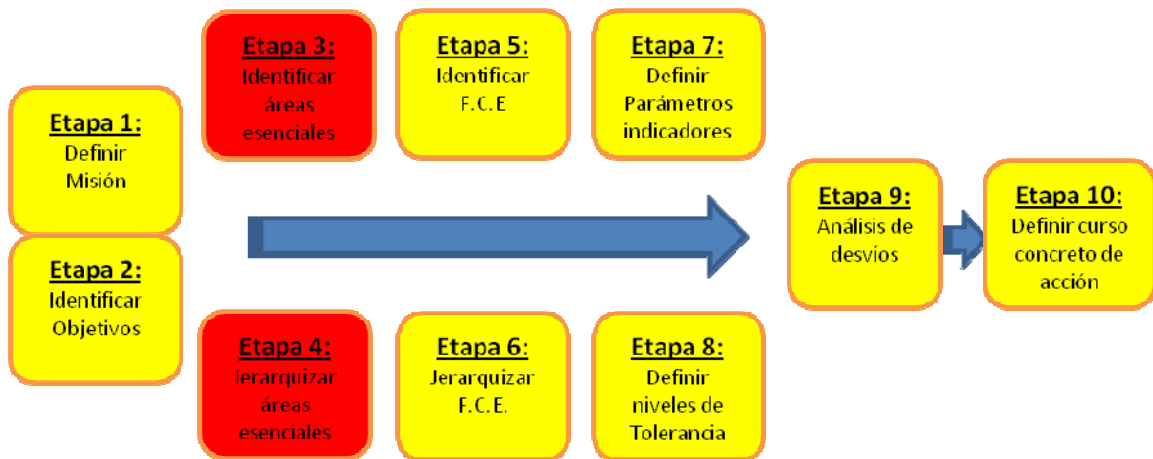 Etapa 1:
Definir
Misión
Etapa 2:
Identificar
Objetivos
Etapa 3:
Identificar
áreas
esenciales
Etapa 4:
Jerarquizar
áreas
esenciales
Etapa 5:
Identificar
F.C.E
Etapa 6:
Jerarquizar
F.C.E.
Etapa 7:
Definir
Parámetros
indicadores
Etapa 8:
Definir
niveles de
Tolerancia
Etapa 9:
Análisis de
desvíos
Etapa 10:
Definir curso
concreto de
acción